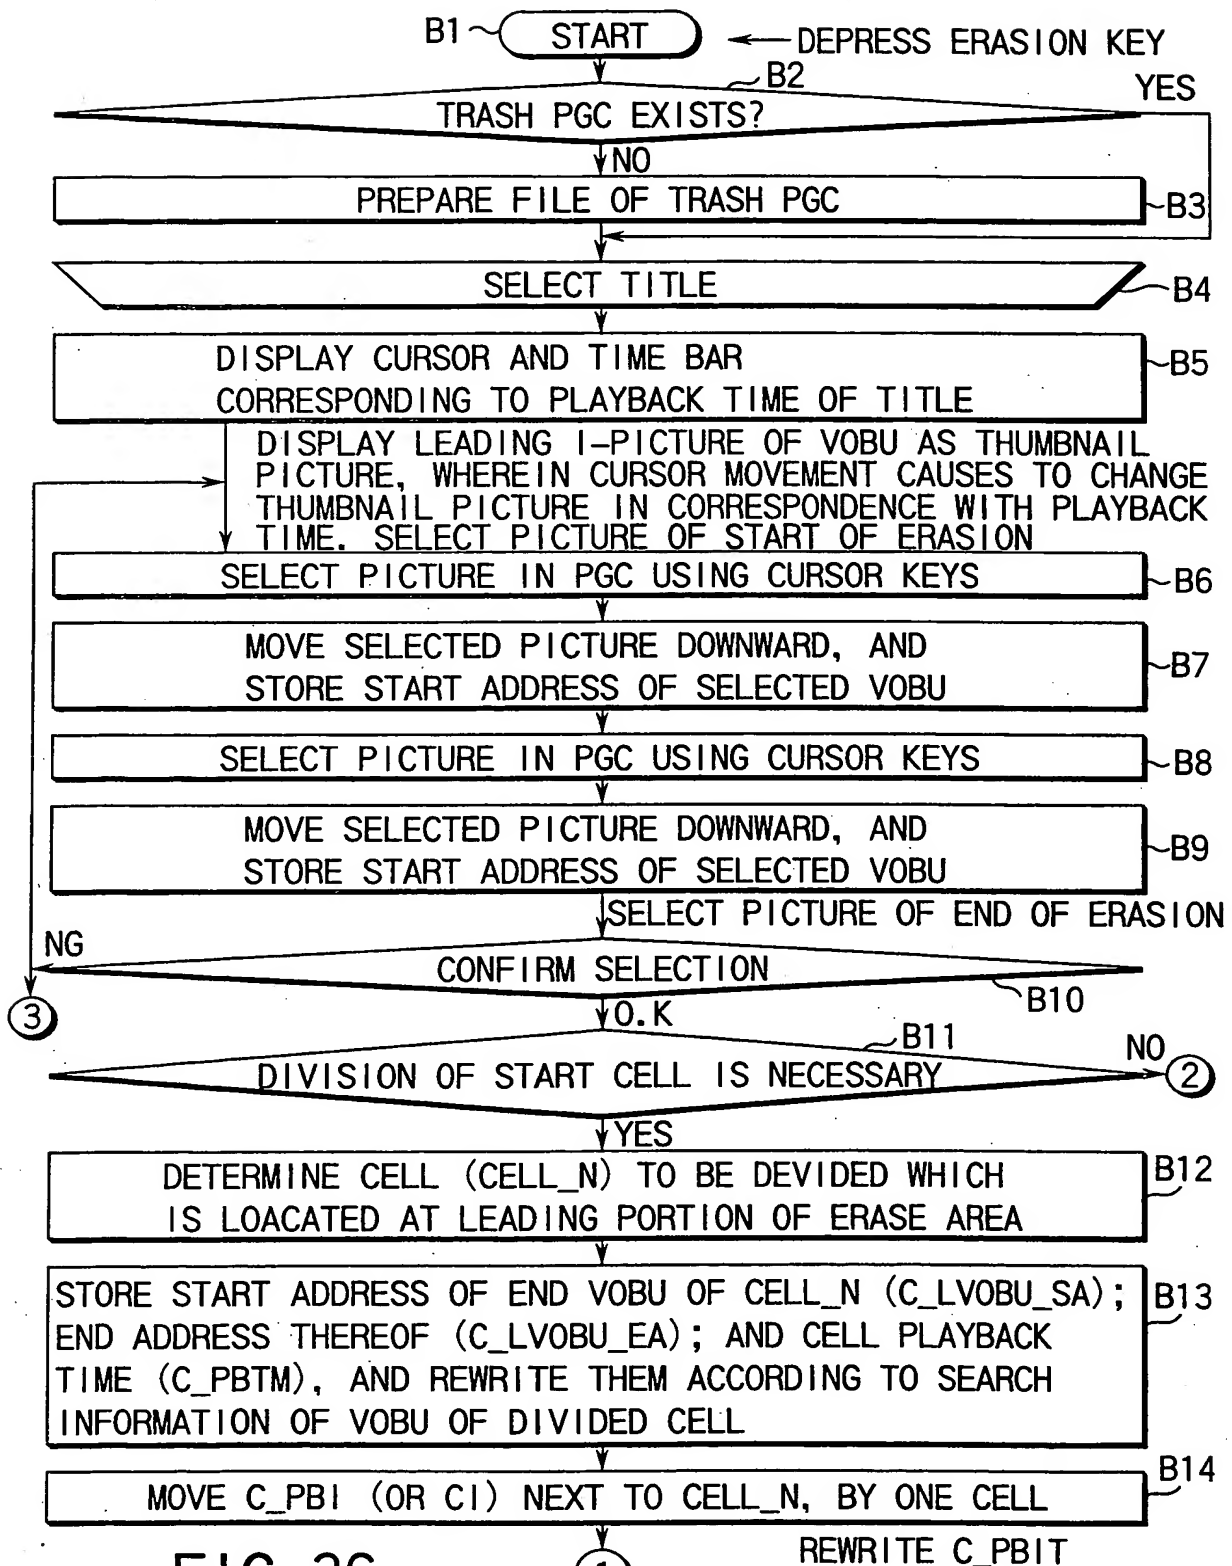 B1 START ← DEPRESS ERASION KEY
B2
YES
TRASH PGC EXISTS?
NO
PREPARE FILE OF TRASH PGC
B3
SELECT TITLE
B4
DISPLAY CURSOR AND TIME BAR
CORRESPONDING TO PLAYBACK TIME OF TITLE
B5
DISPLAY LEADING I-PICTURE OF VOBU AS THUMBNAIL
PICTURE, WHEREIN CURSOR MOVEMENT CAUSES TO CHANGE
THUMBNAIL PICTURE IN CORRESPONDENCE WITH PLAYBACK
TIME. SELECT PICTURE OF START OF ERASION
SELECT PICTURE IN PGC USING CURSOR KEYS
B6
MOVE SELECTED PICTURE DOWNWARD, AND
STORE START ADDRESS OF SELECTED VOBU
B7
SELECT PICTURE IN PGC USING CURSOR KEYS
B8
MOVE SELECTED PICTURE DOWNWARD, AND
STORE START ADDRESS OF SELECTED VOBU
B9
SELECT PICTURE OF END OF ERASION
NG
CONFIRM SELECTION
B10
3
O.K
B11
NO
DIVISION OF START CELL IS NECESSARY
2
YES
DETERMINE CELL (CELL_N) TO BE DEVIDED WHICH
IS LOACATED AT LEADING PORTION OF ERASE AREA
B12
STORE START ADDRESS OF END VOBU OF CELL_N (C_LVOBU_SA);
END ADDRESS THEREOF (C_LVOBU_EA); AND CELL PLAYBACK
TIME (C_PBTM), AND REWRITE THEM ACCORDING TO SEARCH
INFORMATION OF VOBU OF DIVIDED CELL
B13
MOVE C_PBI (OR CI) NEXT TO CELL_N, BY ONE CELL
B14
REWRITE C_PBIT